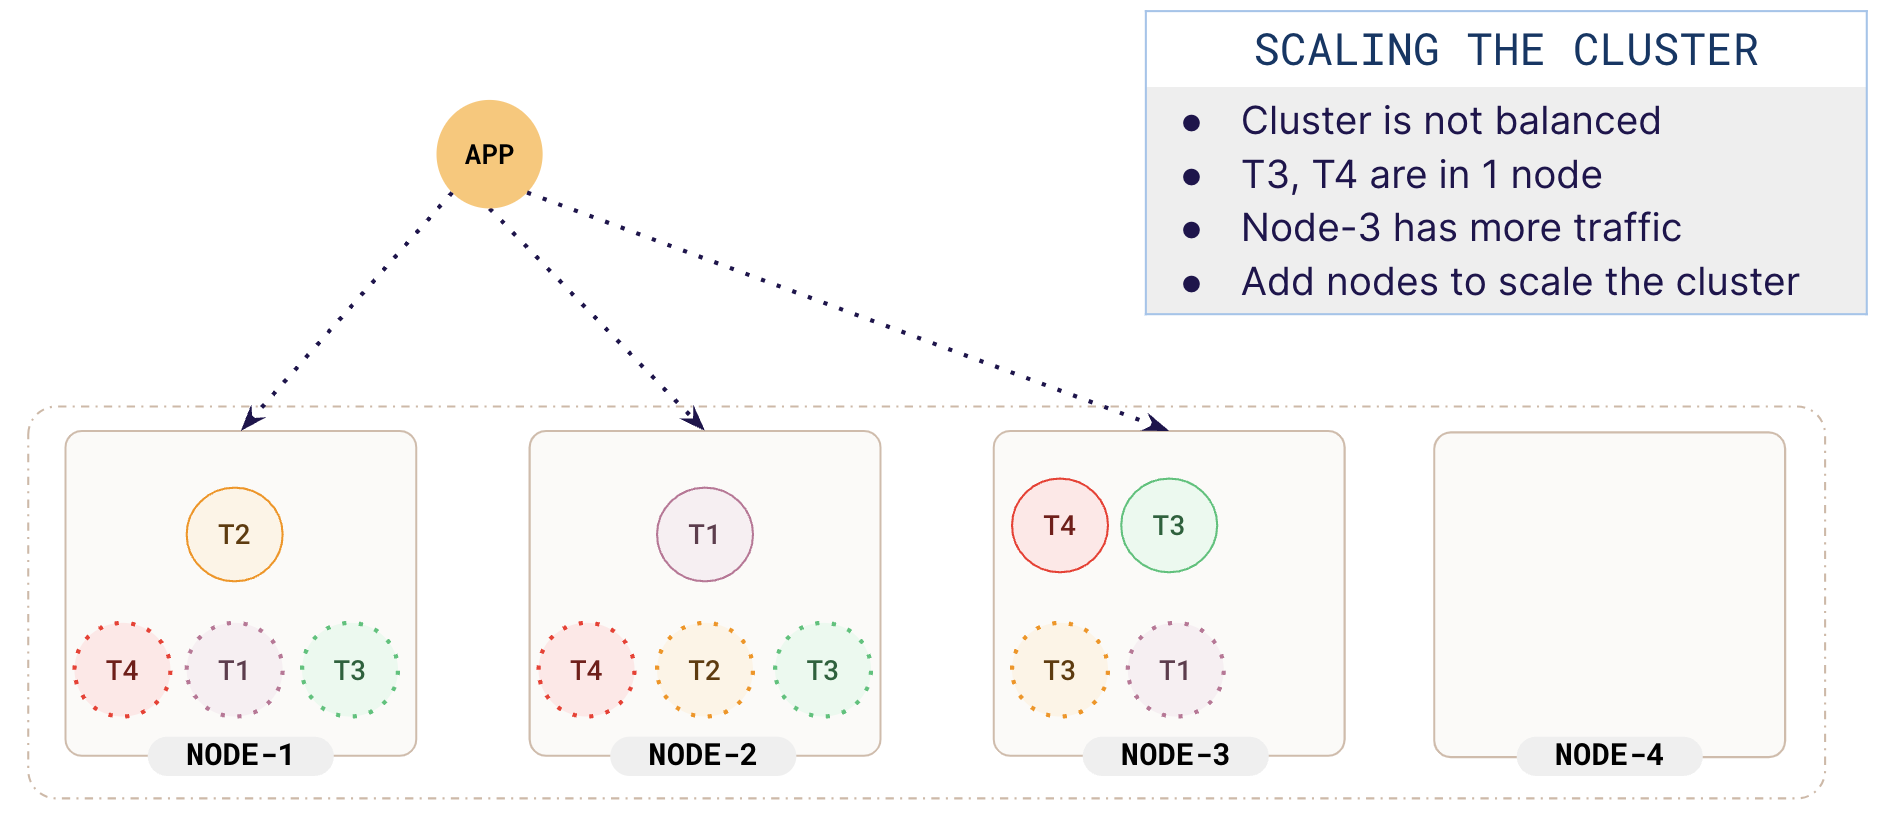 SCALING THE CLUSTER
● Cluster is not balanced
● T3, T4 are in 1 node
● Node-3 has more traffic
● Add nodes to scale the cluster
APP
T2
T4 T1 T3
NODE-1
T1
T4 T2 T3
NODE-2
T4 T3
T3 T1
NODE-3
NODE-4